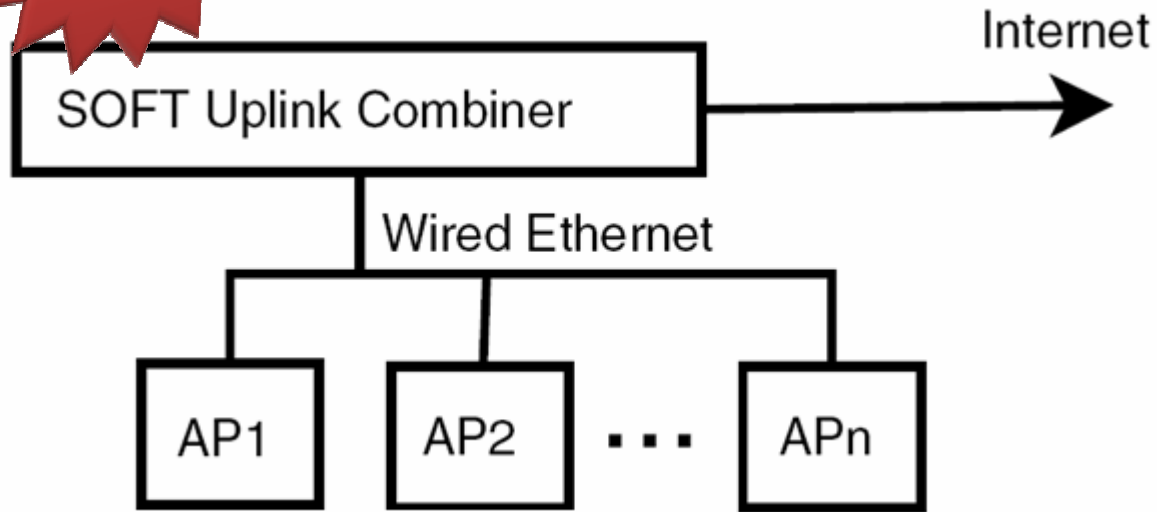 Internet
SOFT Uplink Combiner
Wired Ethernet
AP1
AP2
...
APn